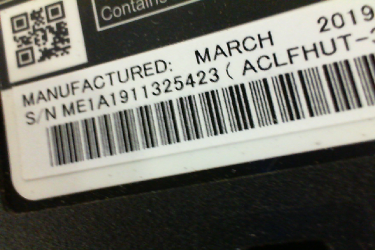 Contains
MANUFACTURED: MARCH 2019
S/N ME1A1911325423 ( ACLFHUT-